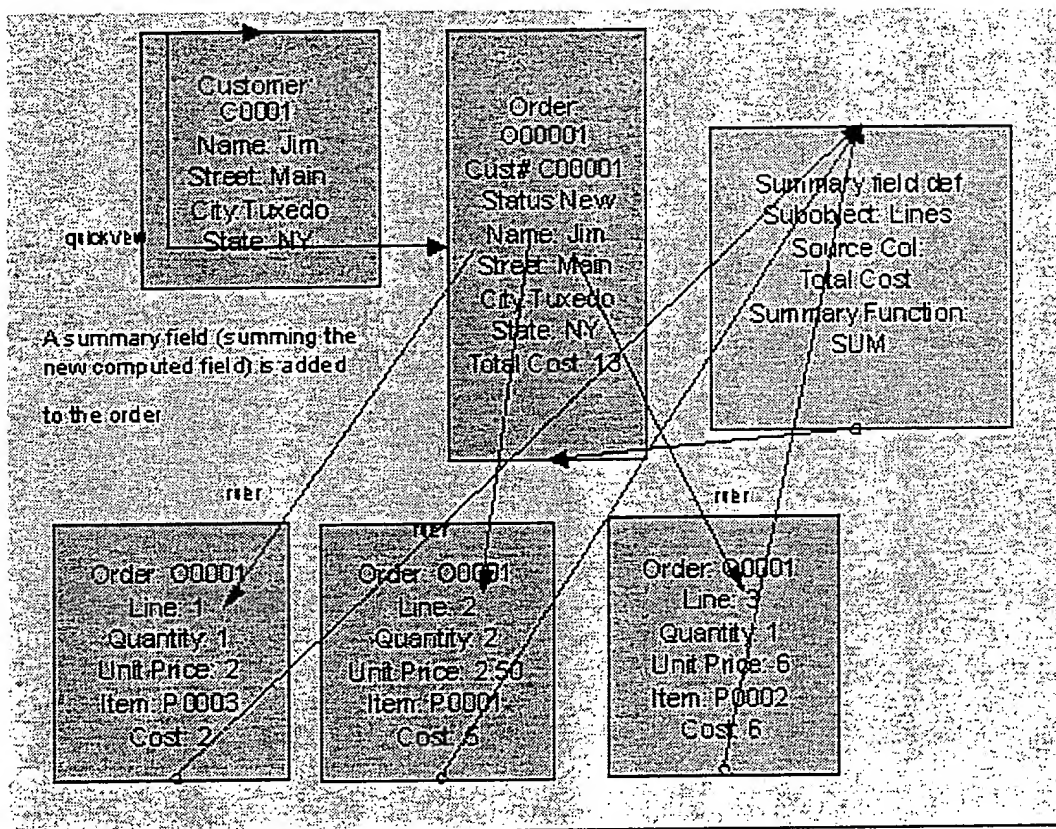 Customer:
C0001
Name: Jim
Street: Main
City: Tuxedo
State: NY
quickview
Order:
O00001
Cust# C00001
Status: New
Name: Jim
Street: Main
City: Tuxedo
State: NY
Total Cost: 13
Summary field def
Subobject: Lines
Source Col:
Total Cost
Summary Function:
SUM
A summary field (summing the
new computed field) is added
to the order
Order: O0001
Line: 1
Quantity: 1
Unit Price: 2
Item: P0003
Cost: 2
Order: O0001
Line: 2
Quantity: 2
Unit Price: 2.50
Item: P0001
Cost: 5
Order: O0001
Line: 3
Quantity: 1
Unit Price: 6
Item: P0002
Cost: 6